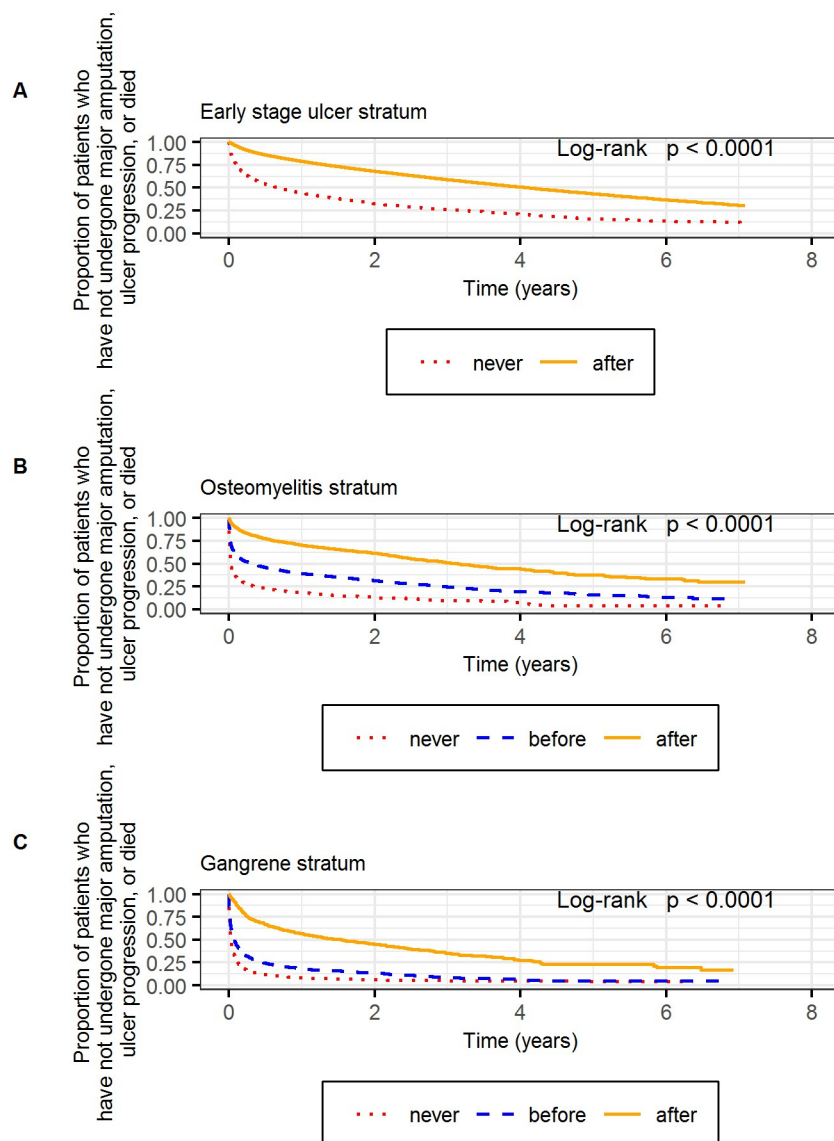 A
Proportion of patients who
have not undergone major amputation,
ulcer progression, or died
Early stage ulcer stratum
Log-rank p < 0.0001
1.00
0.75
0.50
0.25
0.00
0 2 4 6 8
Time (years)
never after
B
Proportion of patients who
have not undergone major amputation,
ulcer progression, or died
Osteomyelitis stratum
Log-rank p < 0.0001
1.00
0.75
0.50
0.25
0.00
0 2 4 6 8
Time (years)
never before after
C
Proportion of patients who
have not undergone major amputation,
ulcer progression, or died
Gangrene stratum
Log-rank p < 0.0001
1.00
0.75
0.50
0.25
0.00
0 2 4 6 8
Time (years)
never before after